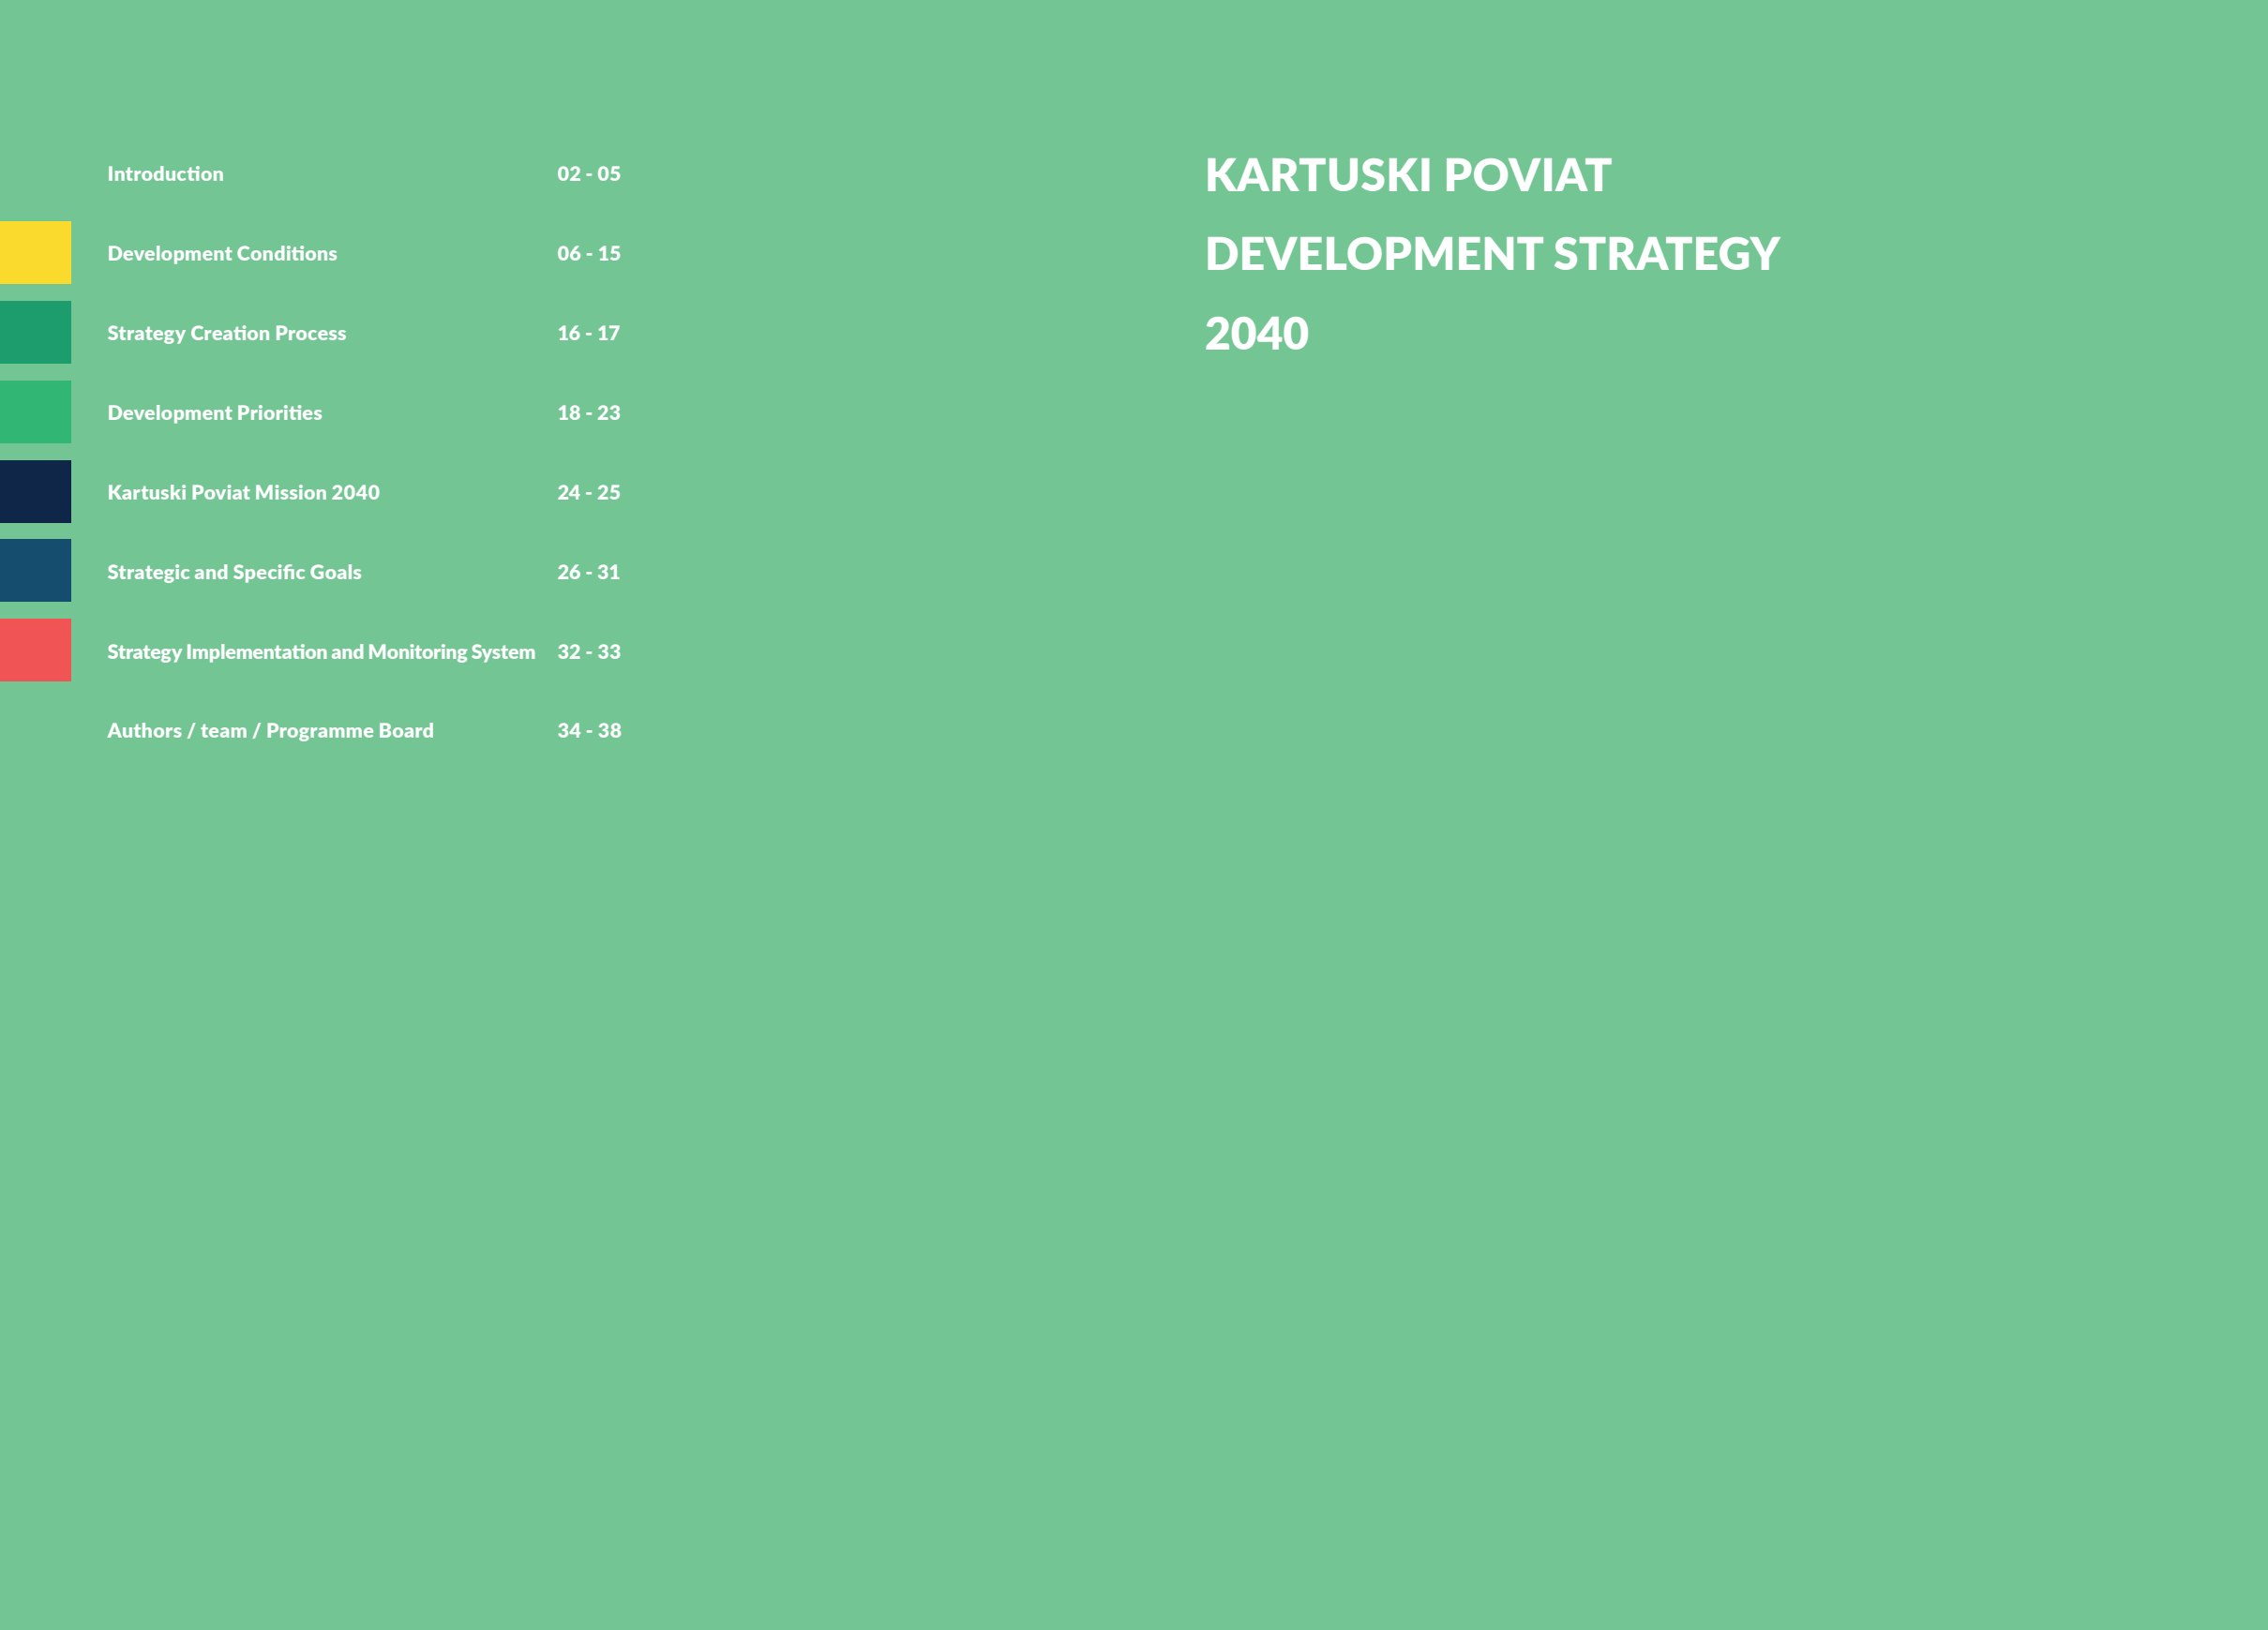 Introduction 02 - 05
Development Conditions 06 - 15
Strategy Creation Process 16 - 17
Development Priorities 18 - 23
Kartuski Poviat Mission 2040 24 - 25
Strategic and Specific Goals 26 - 31
Strategy Implementation and Monitoring System 32 - 33
Authors / team / Programme Board 34 - 38
KARTUSKI POVIAT
DEVELOPMENT STRATEGY
2040